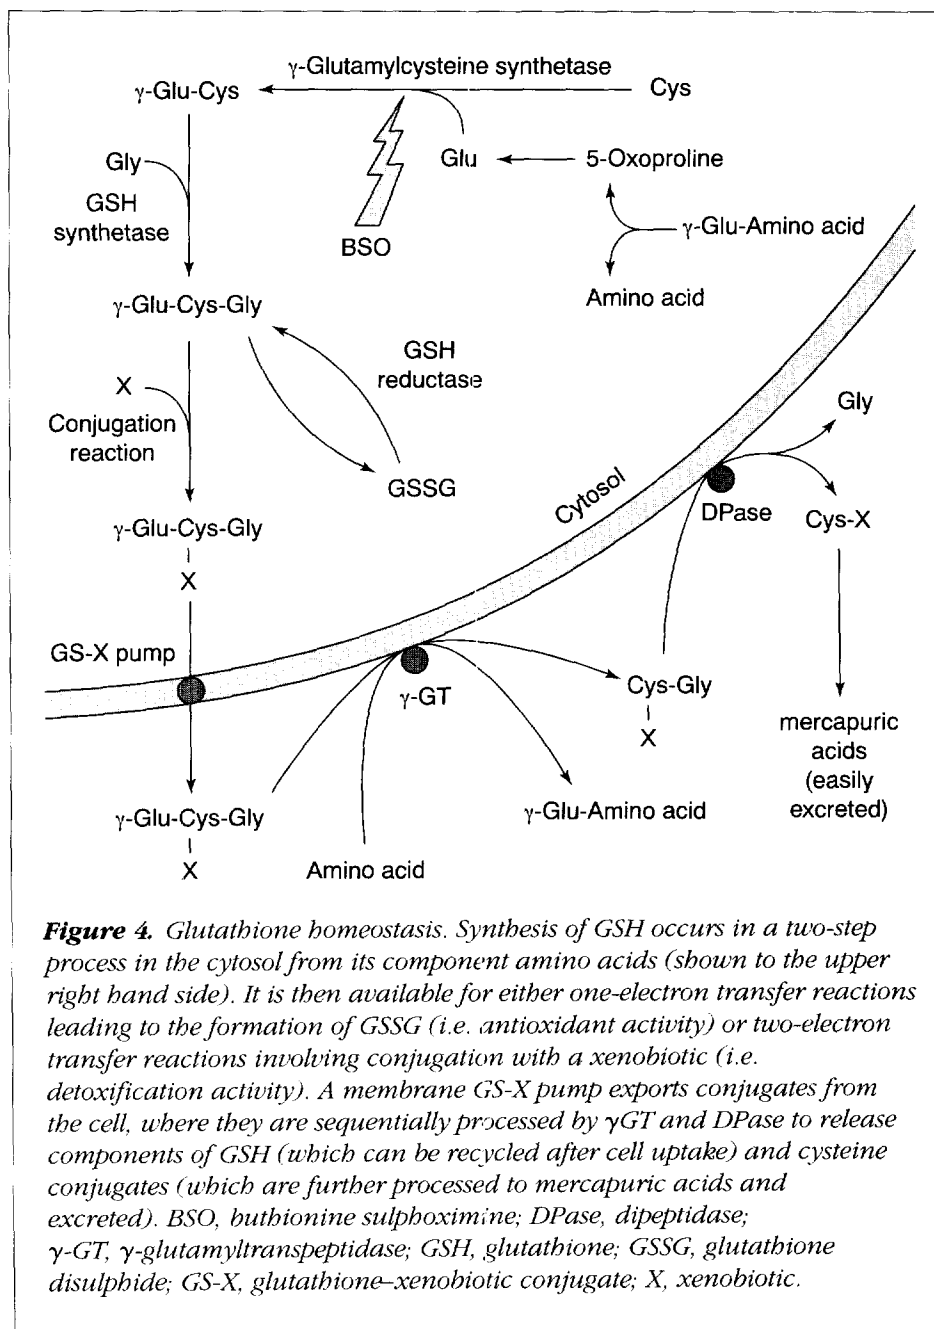 γ-Glutamylcysteine synthetase
γ-Glu-Cys
Cys
Gly
Glu
5-Oxoproline
GSH
synthetase
BSO
γ-Glu-Amino acid
Amino acid
γ-Glu-Cys-Gly
GSH
reductase
X
Conjugation
reaction
GSSG
Gly
Cytosol
DPase
Cys-X
γ-Glu-Cys-Gly
X
GS-X pump
γ-GT
Cys-Gly
X
mercapuric
acids
(easily
excreted)
γ-Glu-Cys-Gly
X
γ-Glu-Amino acid
Amino acid
Figure 4. Glutathione homeostasis. Synthesis of GSH occurs in a two-step
process in the cytosol from its component amino acids (shown to the upper
right hand side). It is then available for either one-electron transfer reactions
leading to the formation of GSSG (i.e. antioxidant activity) or two-electron
transfer reactions involving conjugation with a xenobiotic (i.e.
detoxification activity). A membrane GS-X pump exports conjugates from
the cell, where they are sequentially processed by γGT and DPase to release
components of GSH (which can be recycled after cell uptake) and cysteine
conjugates (which are further processed to mercapuric acids and
excreted). BSO, buthionine sulphoximine; DPase, dipeptidase;
γ-GT, γ-glutamyltranspeptidase; GSH, glutathione; GSSG, glutathione
disulphide; GS-X, glutathione–xenobiotic conjugate; X, xenobiotic.